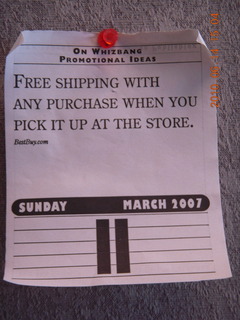 On Whizbang
Promotional Ideas
Free shipping with
any purchase when you
pick it up at the store.
BestBuy.com
SUNDAY MARCH 2007
11